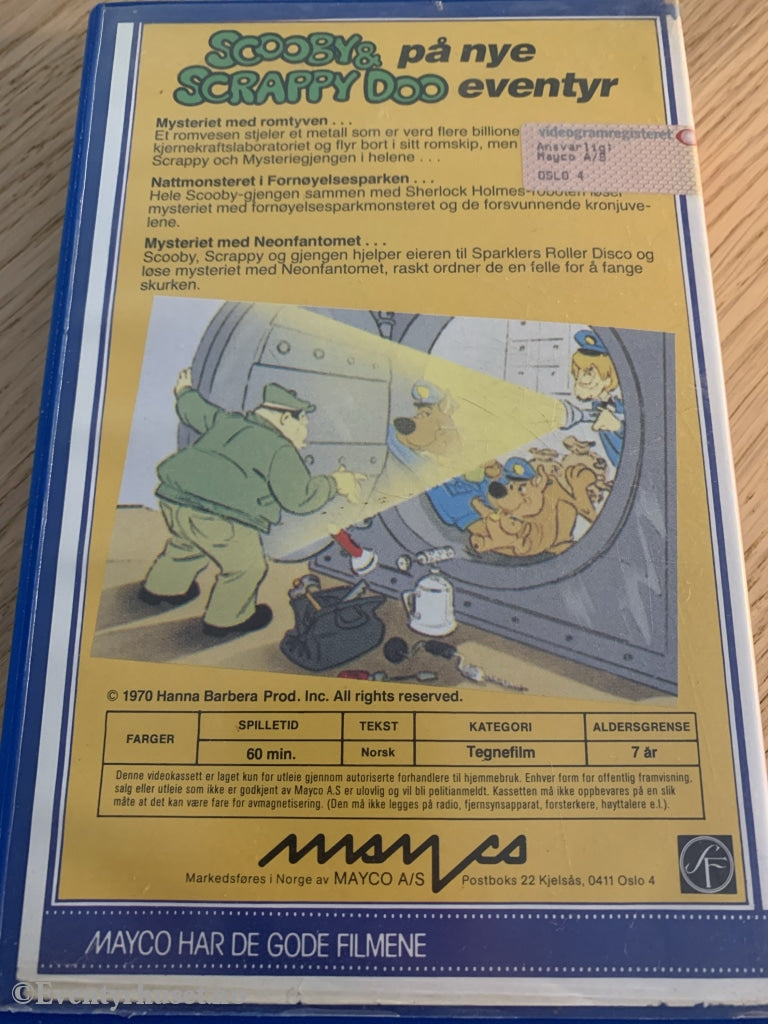 SCOOBY & på nye
SCRAPPY DOO eventyr
Mysteriet med romtyven . . .
Et romvesen stjeler et metall som er verd flere billione
kjernekraftslaboratoriet og flyr bort i sitt romskip, men
Scrappy och Mysteriegjengen i helene . . .
videogramregisteret
Ansvarlig:
Mayco A/S
OSLO 4
Nattmonsteret i Fornøyelsesparken . . .
Hele Scooby-gjengen sammen med Sherlock Holmes-roboten løser
mysteriet med fornøyelsesparkmonsteret og de forsvunnende kronjuve-
lene.
Mysteriet med Neonfantomet . . .
Scooby, Scrappy og gjengen hjelper eieren til Sparklers Roller Disco og
løse mysteriet med Neonfantomet, raskt ordner de en felle for å fange
skurken.
© 1970 Hanna Barbera Prod. Inc. All rights reserved.
FARGER SPILLETID TEKST KATEGORI ALDERSGRENSE
60 min. Norsk Tegnefilm 7 år
Denne videokassett er laget kun for utleie gjennom autoriserte forhandlere til hjemmebruk. Enhver form for offentlig framvisning,
salg eller utleie som ikke er godkjent av Mayco A.S er ulovlig og vil bli politianmeldt. Kassetten må ikke oppbevares på en slik
måte at det kan være fare for avmagnetisering. (Den må ikke legges på radio, fjernsynsapparat, forsterkere, høyttalere e.l.).
mayco
SF
Markedsføres i Norge av MAYCO A/S Postboks 22 Kjelsås, 0411 Oslo 4
MAYCO HAR DE GODE FILMENE